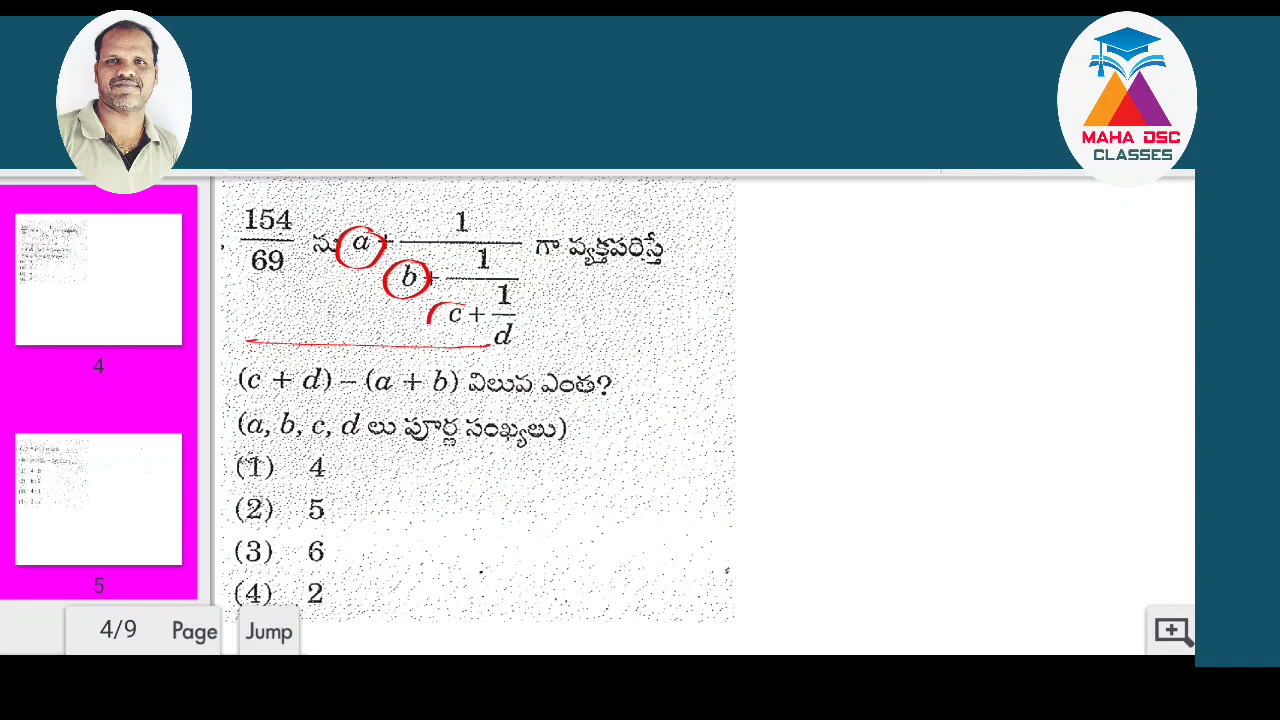 MAHA DSC
CLASSES
154/69 ను a + 1/(b + 1/(c + 1/d)) గా వ్యక్తపరిస్తే
(c + d) – (a + b) విలువ ఎంత?
(a, b, c, d లు పూర్ణ సంఖ్యలు)
(1) 4
(2) 5
(3) 6
(4) 2
4
5
4/9 Page Jump